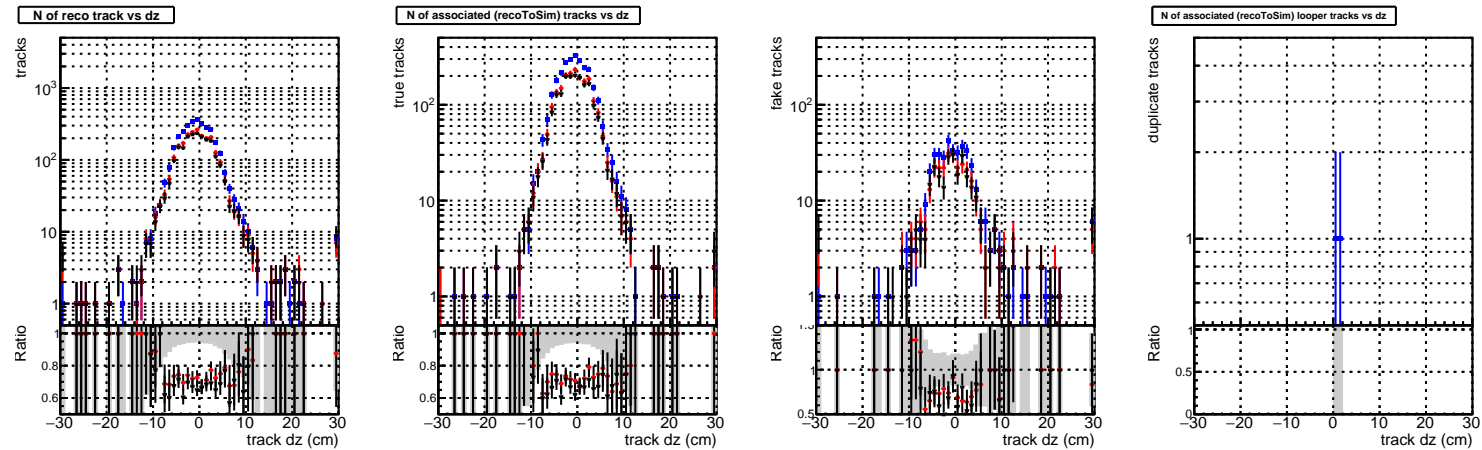 N of reco track vs dz
tracks
10³
10²
10
1
Ratio
1
0.8
0.6
−30 −20 −10 0 10 20 30
track dz (cm)
N of associated (recoToSim) tracks vs dz
true tracks
10²
10
1
Ratio
1
0.8
0.6
−30 −20 −10 0 10 20 30
track dz (cm)
fake tracks
10²
10
1
Ratio
1.5
1
0.5
−30 −20 −10 0 10 20 30
track dz (cm)
N of associated (recoToSim) looper tracks vs dz
duplicate tracks
1
Ratio
1
0.5
0
−30 −20 −10 0 10 20 30
track dz (cm)